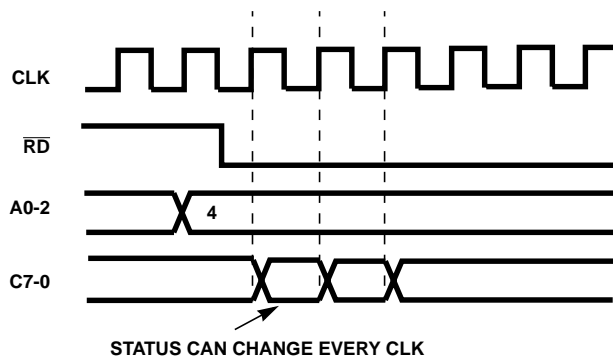 CLK
RD
A0-2
4
C7-0
STATUS CAN CHANGE EVERY CLK